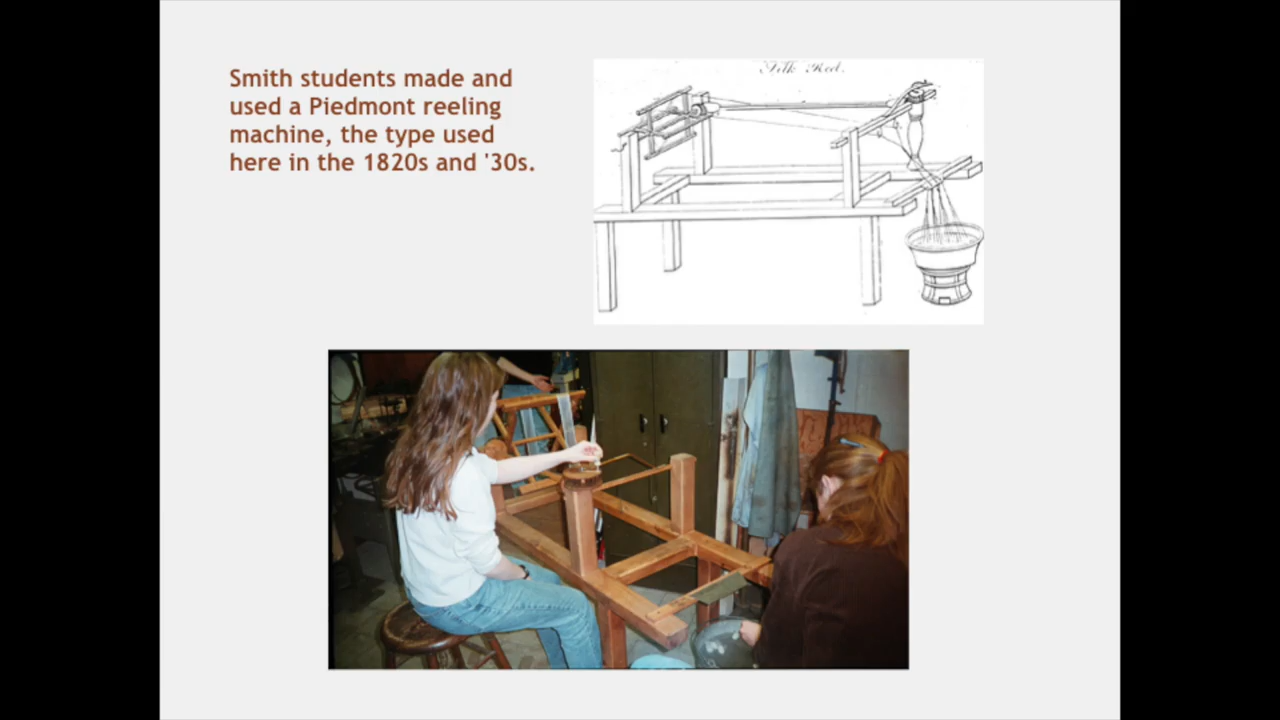 Smith students made and
used a Piedmont reeling
machine, the type used
here in the 1820s and '30s.
Silk Reel.